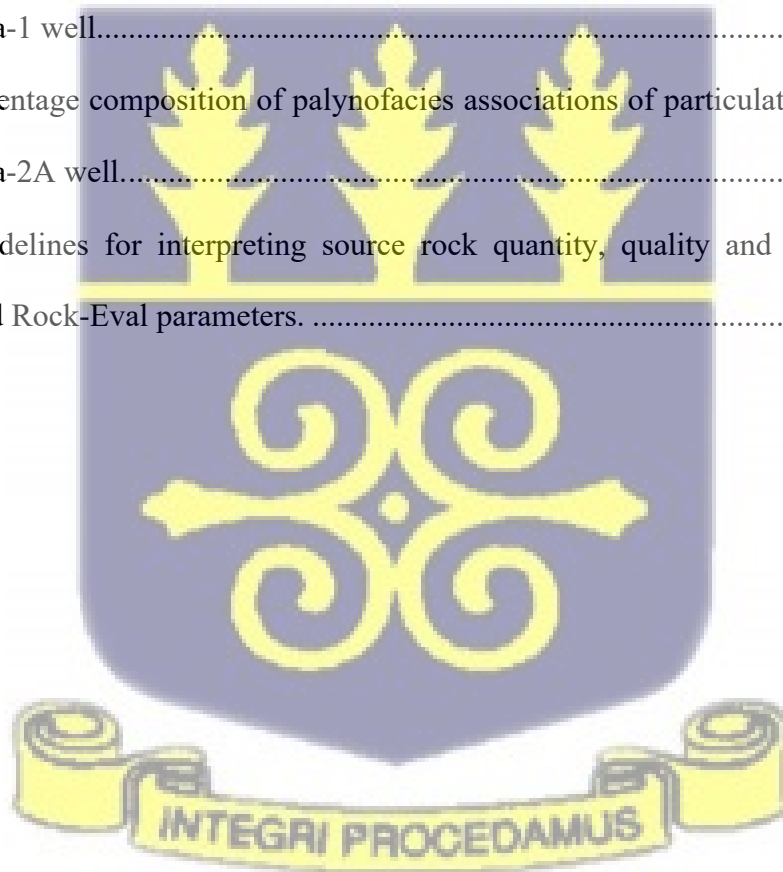 a-1 well....................................................................................................
entage composition of palynofacies associations of particulat
a-2A well.................................................................................................
delines for interpreting source rock quantity, quality and
l Rock-Eval parameters. ....................................................................
INTEGRI PROCEDAMUS